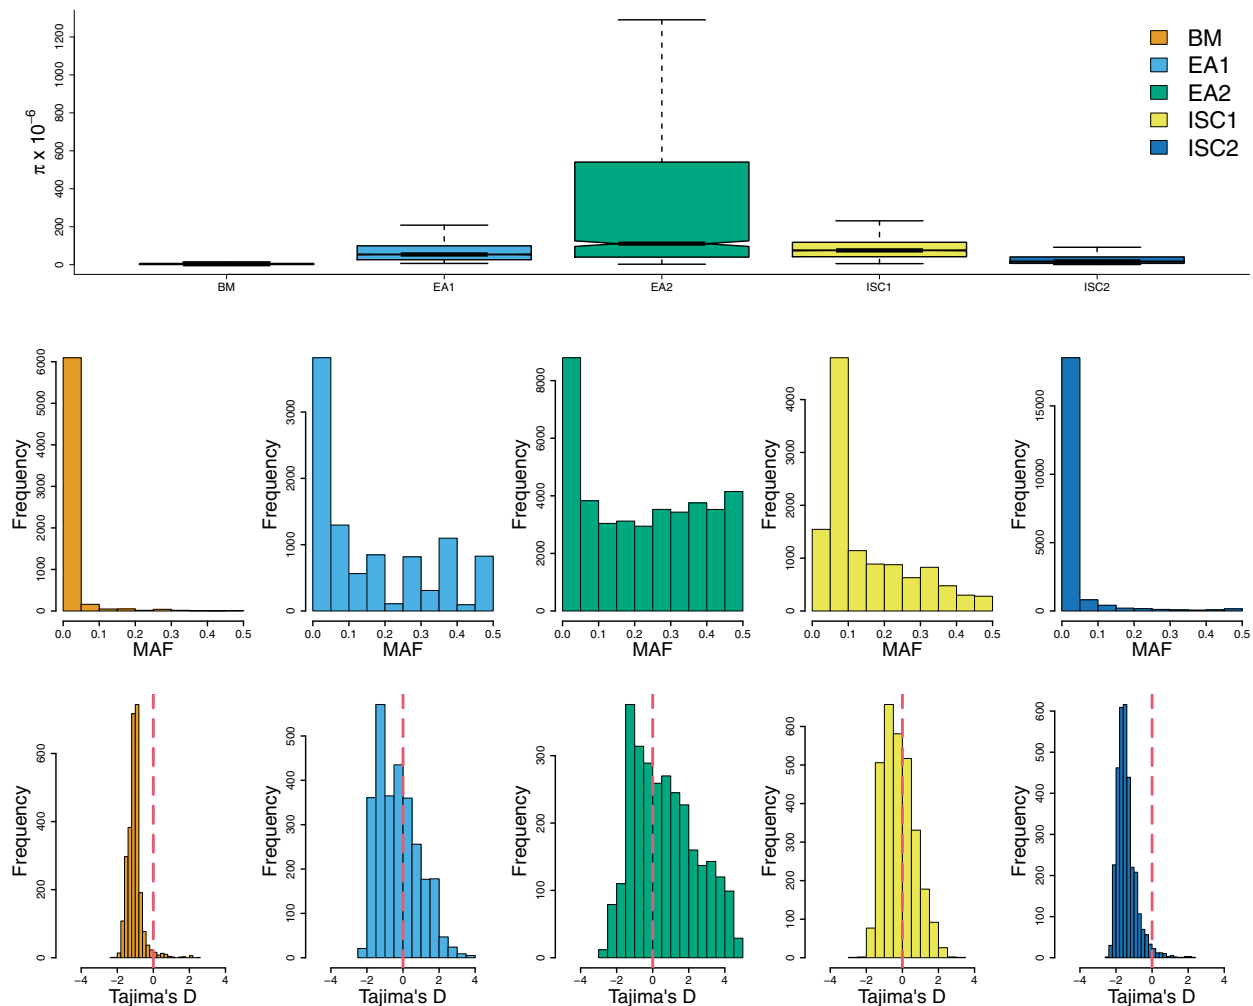 π x 10⁻⁶
0 200 400 600 800 1000 1200
BM EA1 EA2 ISC1 ISC2
BM
EA1
EA2
ISC1
ISC2
Frequency
0 1000 2000 3000 4000 5000 6000
0.0 0.1 0.2 0.3 0.4 0.5
MAF
Frequency
0 1000 2000 3000
0.0 0.1 0.2 0.3 0.4 0.5
MAF
Frequency
0 2000 4000 6000 8000
0.0 0.1 0.2 0.3 0.4 0.5
MAF
Frequency
0 1000 2000 3000 4000
0.0 0.1 0.2 0.3 0.4 0.5
MAF
Frequency
0 5000 10000 15000
0.0 0.1 0.2 0.3 0.4 0.5
MAF
Frequency
0 200 400 600
−4 −2 0 2 4
Tajima's D
Frequency
0 100 200 300 400 500
−4 −2 0 2 4
Tajima's D
Frequency
0 100 200 300
−4 −2 0 2 4
Tajima's D
Frequency
0 100 200 300 400 500 600
−4 −2 0 2 4
Tajima's D
Frequency
0 100 200 300 400 500 600
−4 −2 0 2 4
Tajima's D